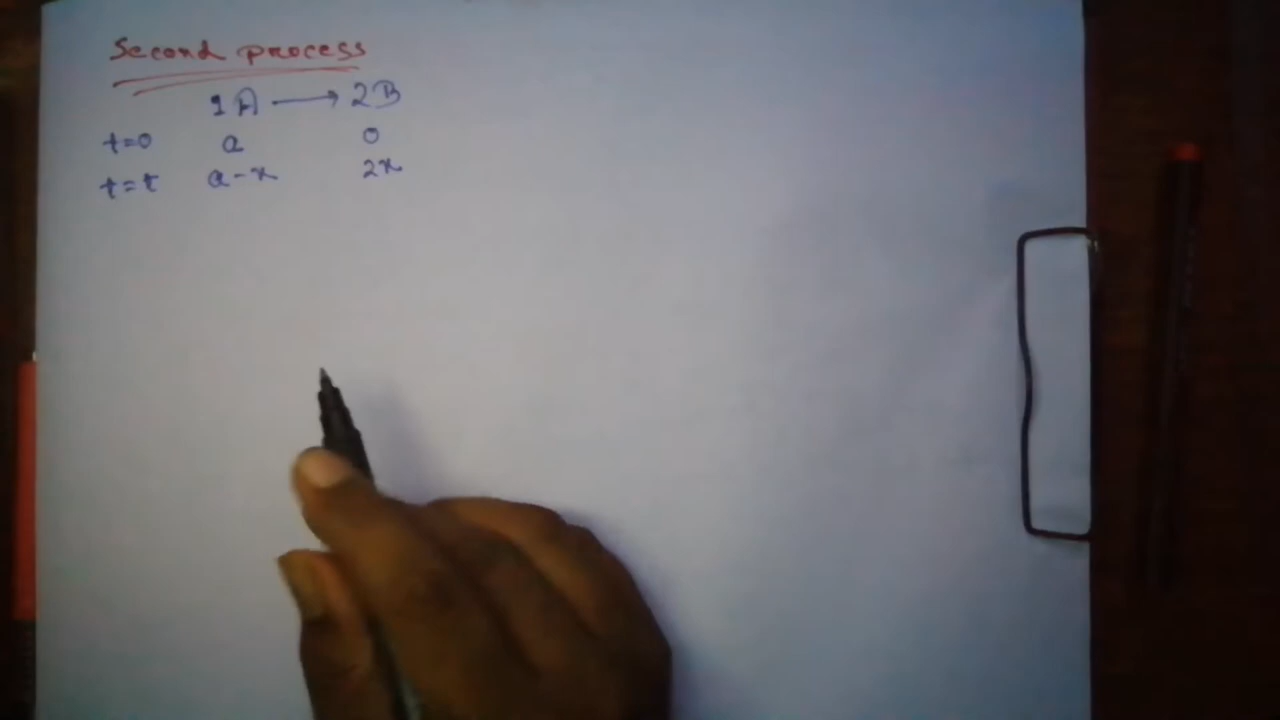 Second process
1A → 2B
t=0 a 0
t=t a-x 2x